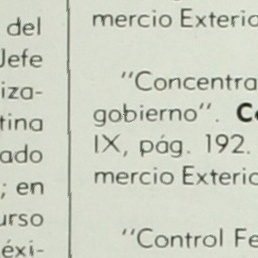 del
Jefe
iza-
tina
ado
; en
urso
éxi-
mercio Exterio
"Concentra
gobierno". Co
IX, pág. 192.
mercio Exterio
"Control Fe